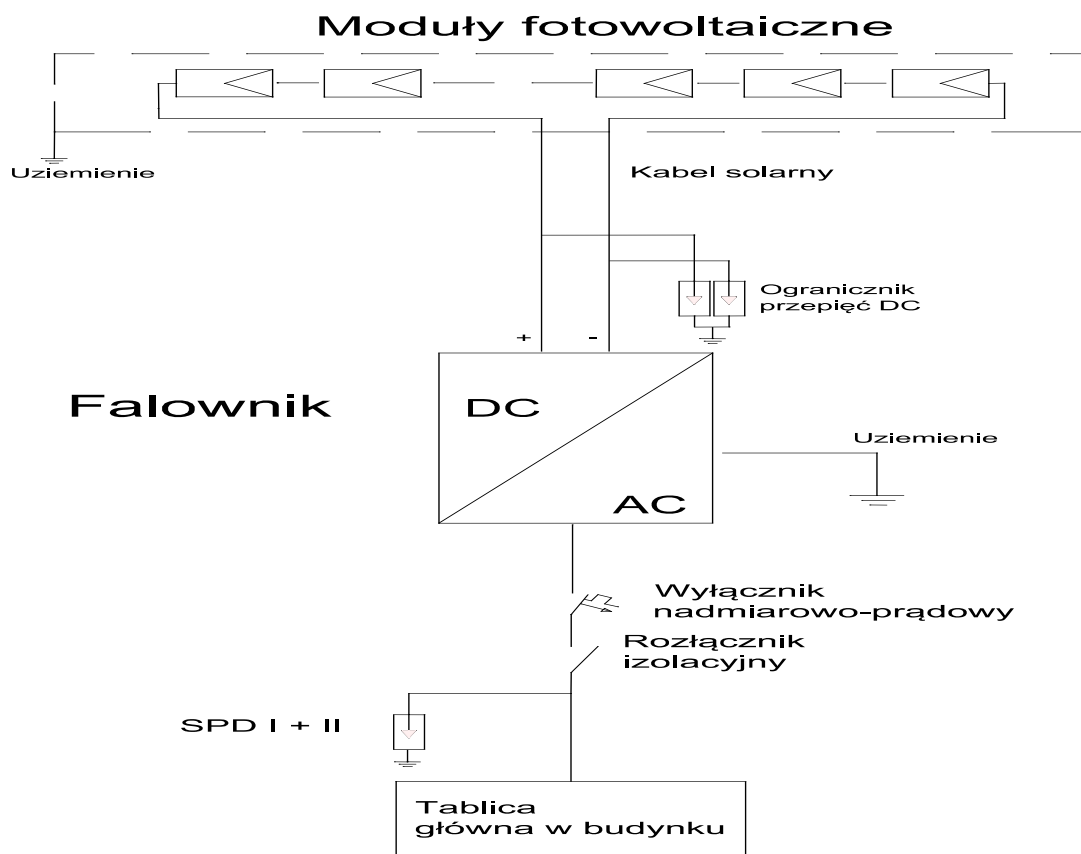 Moduły fotowoltaiczne
Uziemienie
Kabel solarny
Ogranicznik
przepięć DC
+
-
Falownik
DC
AC
Uziemienie
Wyłącznik
nadmiarowo-prądowy
Rozłącznik
izolacyjny
SPD I + II
Tablica
główna w budynku